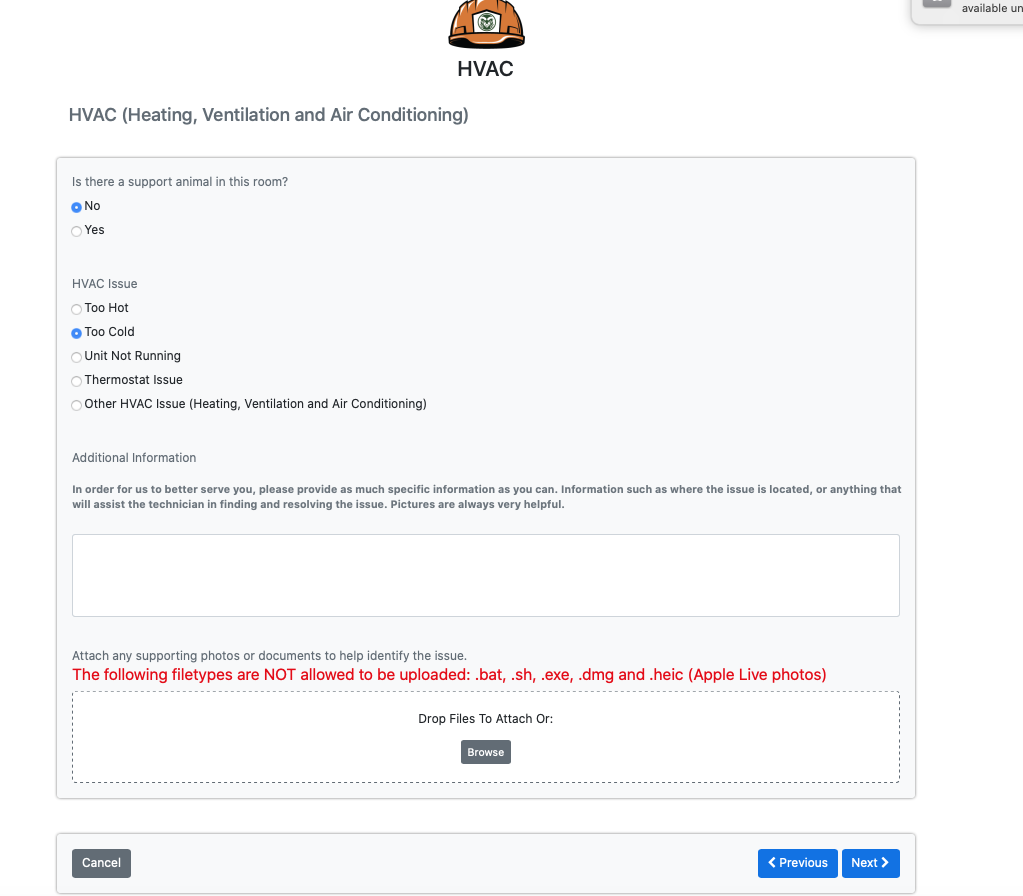 available un
HVAC
HVAC (Heating, Ventilation and Air Conditioning)
Is there a support animal in this room?
No
Yes
HVAC Issue
Too Hot
Too Cold
Unit Not Running
Thermostat Issue
Other HVAC Issue (Heating, Ventilation and Air Conditioning)
Additional Information
In order for us to better serve you, please provide as much specific information as you can. Information such as where the issue is located, or anything that
will assist the technician in finding and resolving the issue. Pictures are always very helpful.
Attach any supporting photos or documents to help identify the issue.
The following filetypes are NOT allowed to be uploaded: .bat, .sh, .exe, .dmg and .heic (Apple Live photos)
Drop Files To Attach Or:
Browse
Cancel
Previous
Next